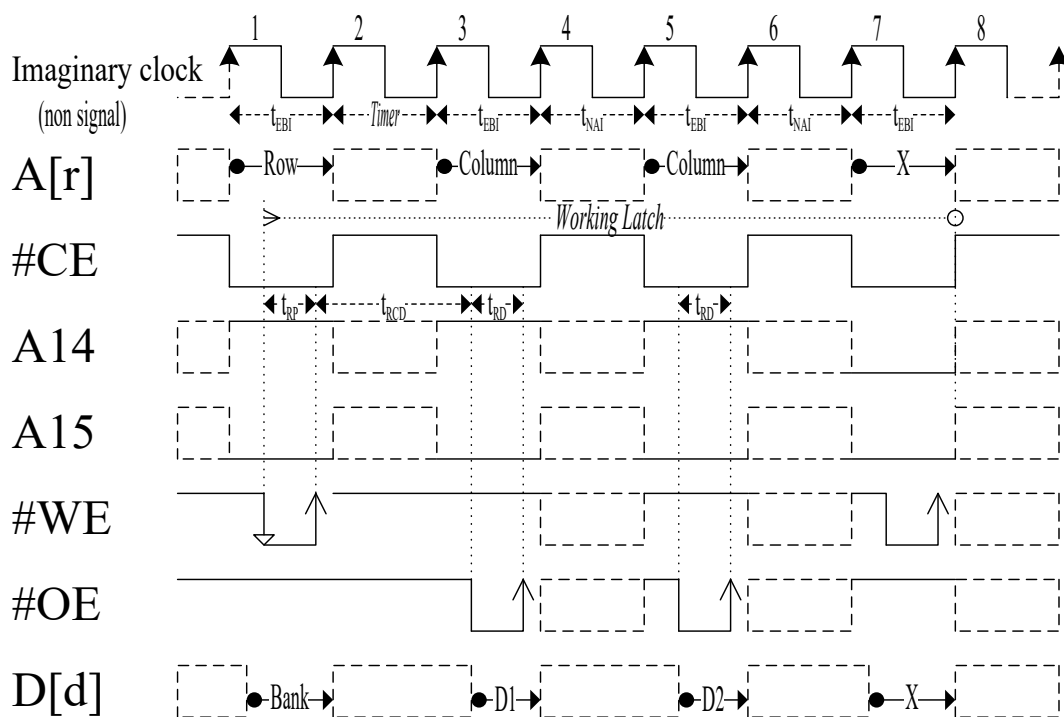 1 2 3 4 5 6 7 8
Imaginary clock
(non signal)
tEBI Timer tEBI tNAI tEBI tNAI tEBI
A[r] Row Column Column X
Working Latch
#CE
tRP tRCD tRD tRD
A14
A15
#WE
#OE
D[d] Bank D1 D2 X